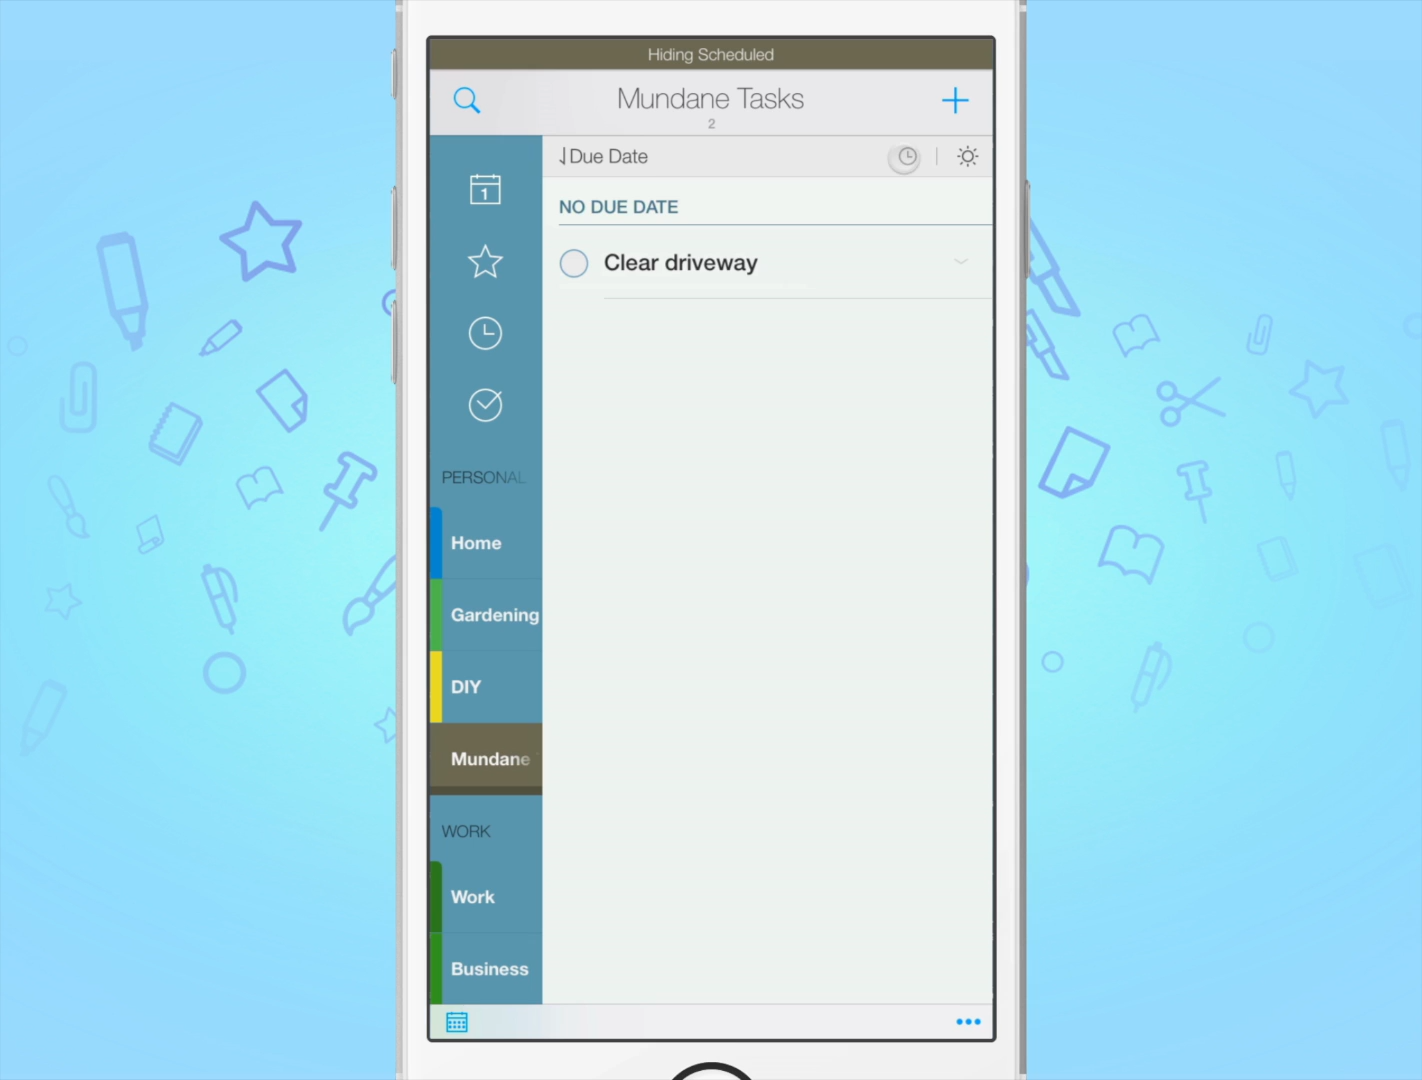 Hiding Scheduled
Mundane Tasks
2
Due Date
1
NO DUE DATE
Clear driveway
PERSONAL
Home
Gardening
DIY
Mundane
WORK
Work
Business